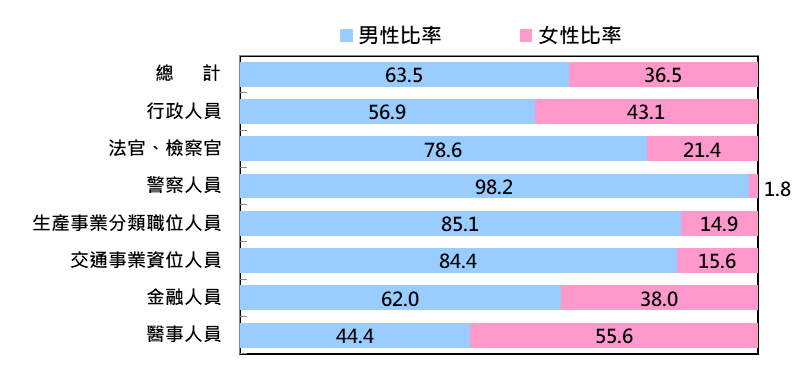 男性比率 女性比率
總 計 63.5 36.5
行政人員 56.9 43.1
法官、檢察官 78.6 21.4
警察人員 98.2 1.8
生產事業分類職位人員 85.1 14.9
交通事業資位人員 84.4 15.6
金融人員 62.0 38.0
醫事人員 44.4 55.6